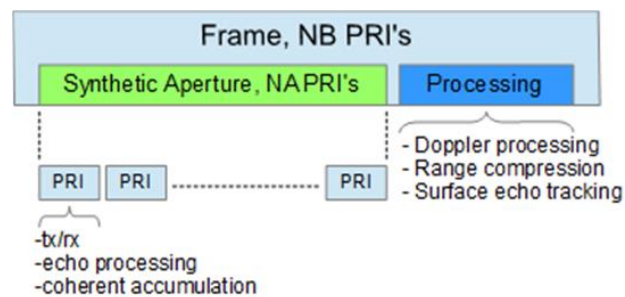 Frame, NB PRI's
Synthetic Aperture, NAPRI's
Processing
- Doppler processing
- Range compression
- Surface echo tracking
PRI PRI .................... PRI
-tx/rx
-echo processing
-coherent accumulation